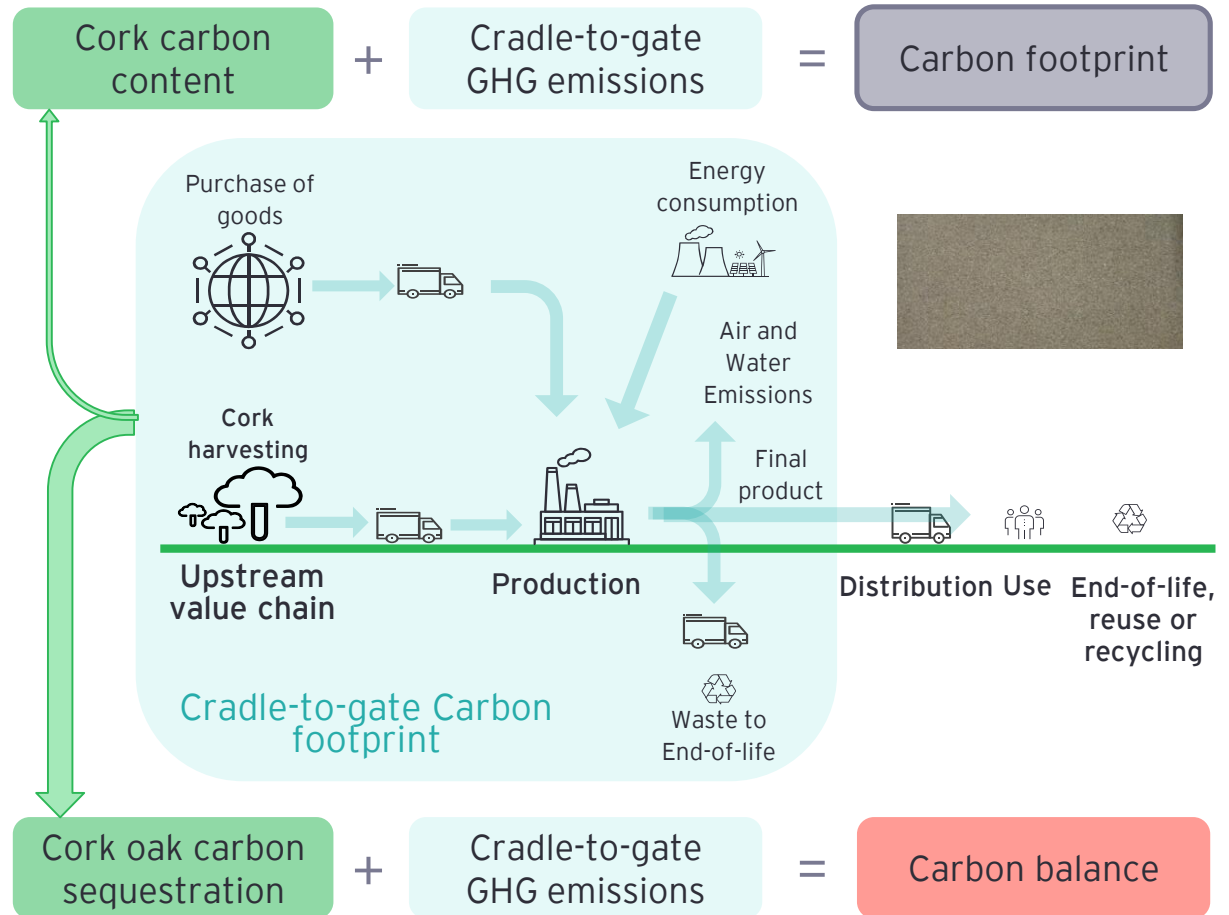 Cork carbon
content
+
Cradle-to-gate
GHG emissions
=
Carbon footprint
Purchase of
goods
Energy
consumption
Air and
Water
Emissions
Cork
harvesting
Final
product
Upstream
value chain
Production
Distribution
Use
End-of-life,
reuse or
recycling
Cradle-to-gate Carbon
footprint
Waste to
End-of-life
Cork oak carbon
sequestration
+
Cradle-to-gate
GHG emissions
=
Carbon balance